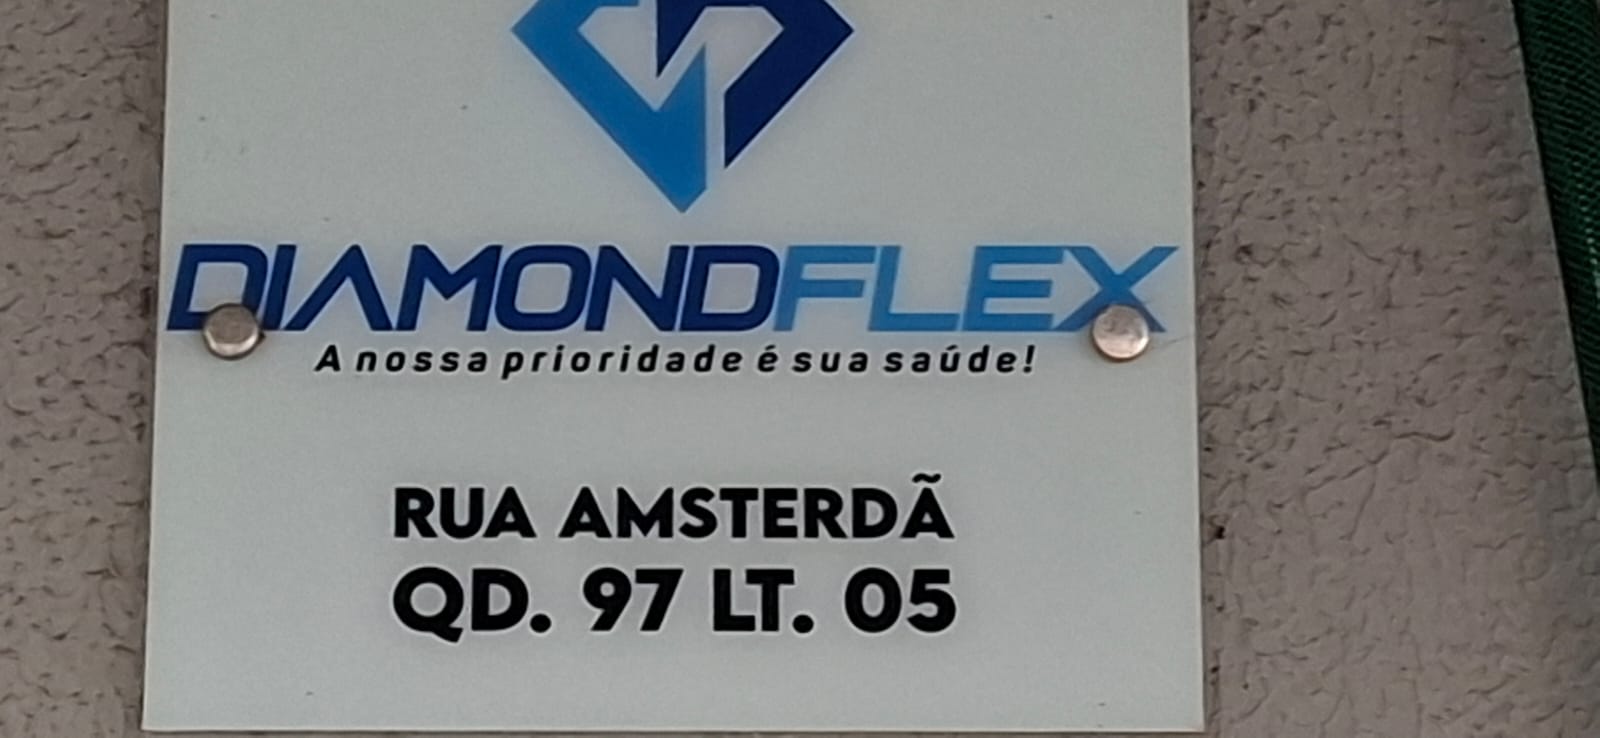 DIAMONDFLEX
A nossa prioridade é sua saúde!
RUA AMSTERDÃ
QD. 97 LT. 05